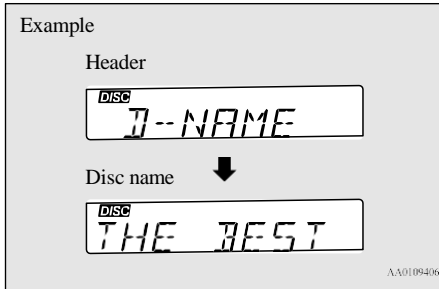 Example
Header
DISC
D--NAME
Disc name
DISC
THE BEST
AA0109406